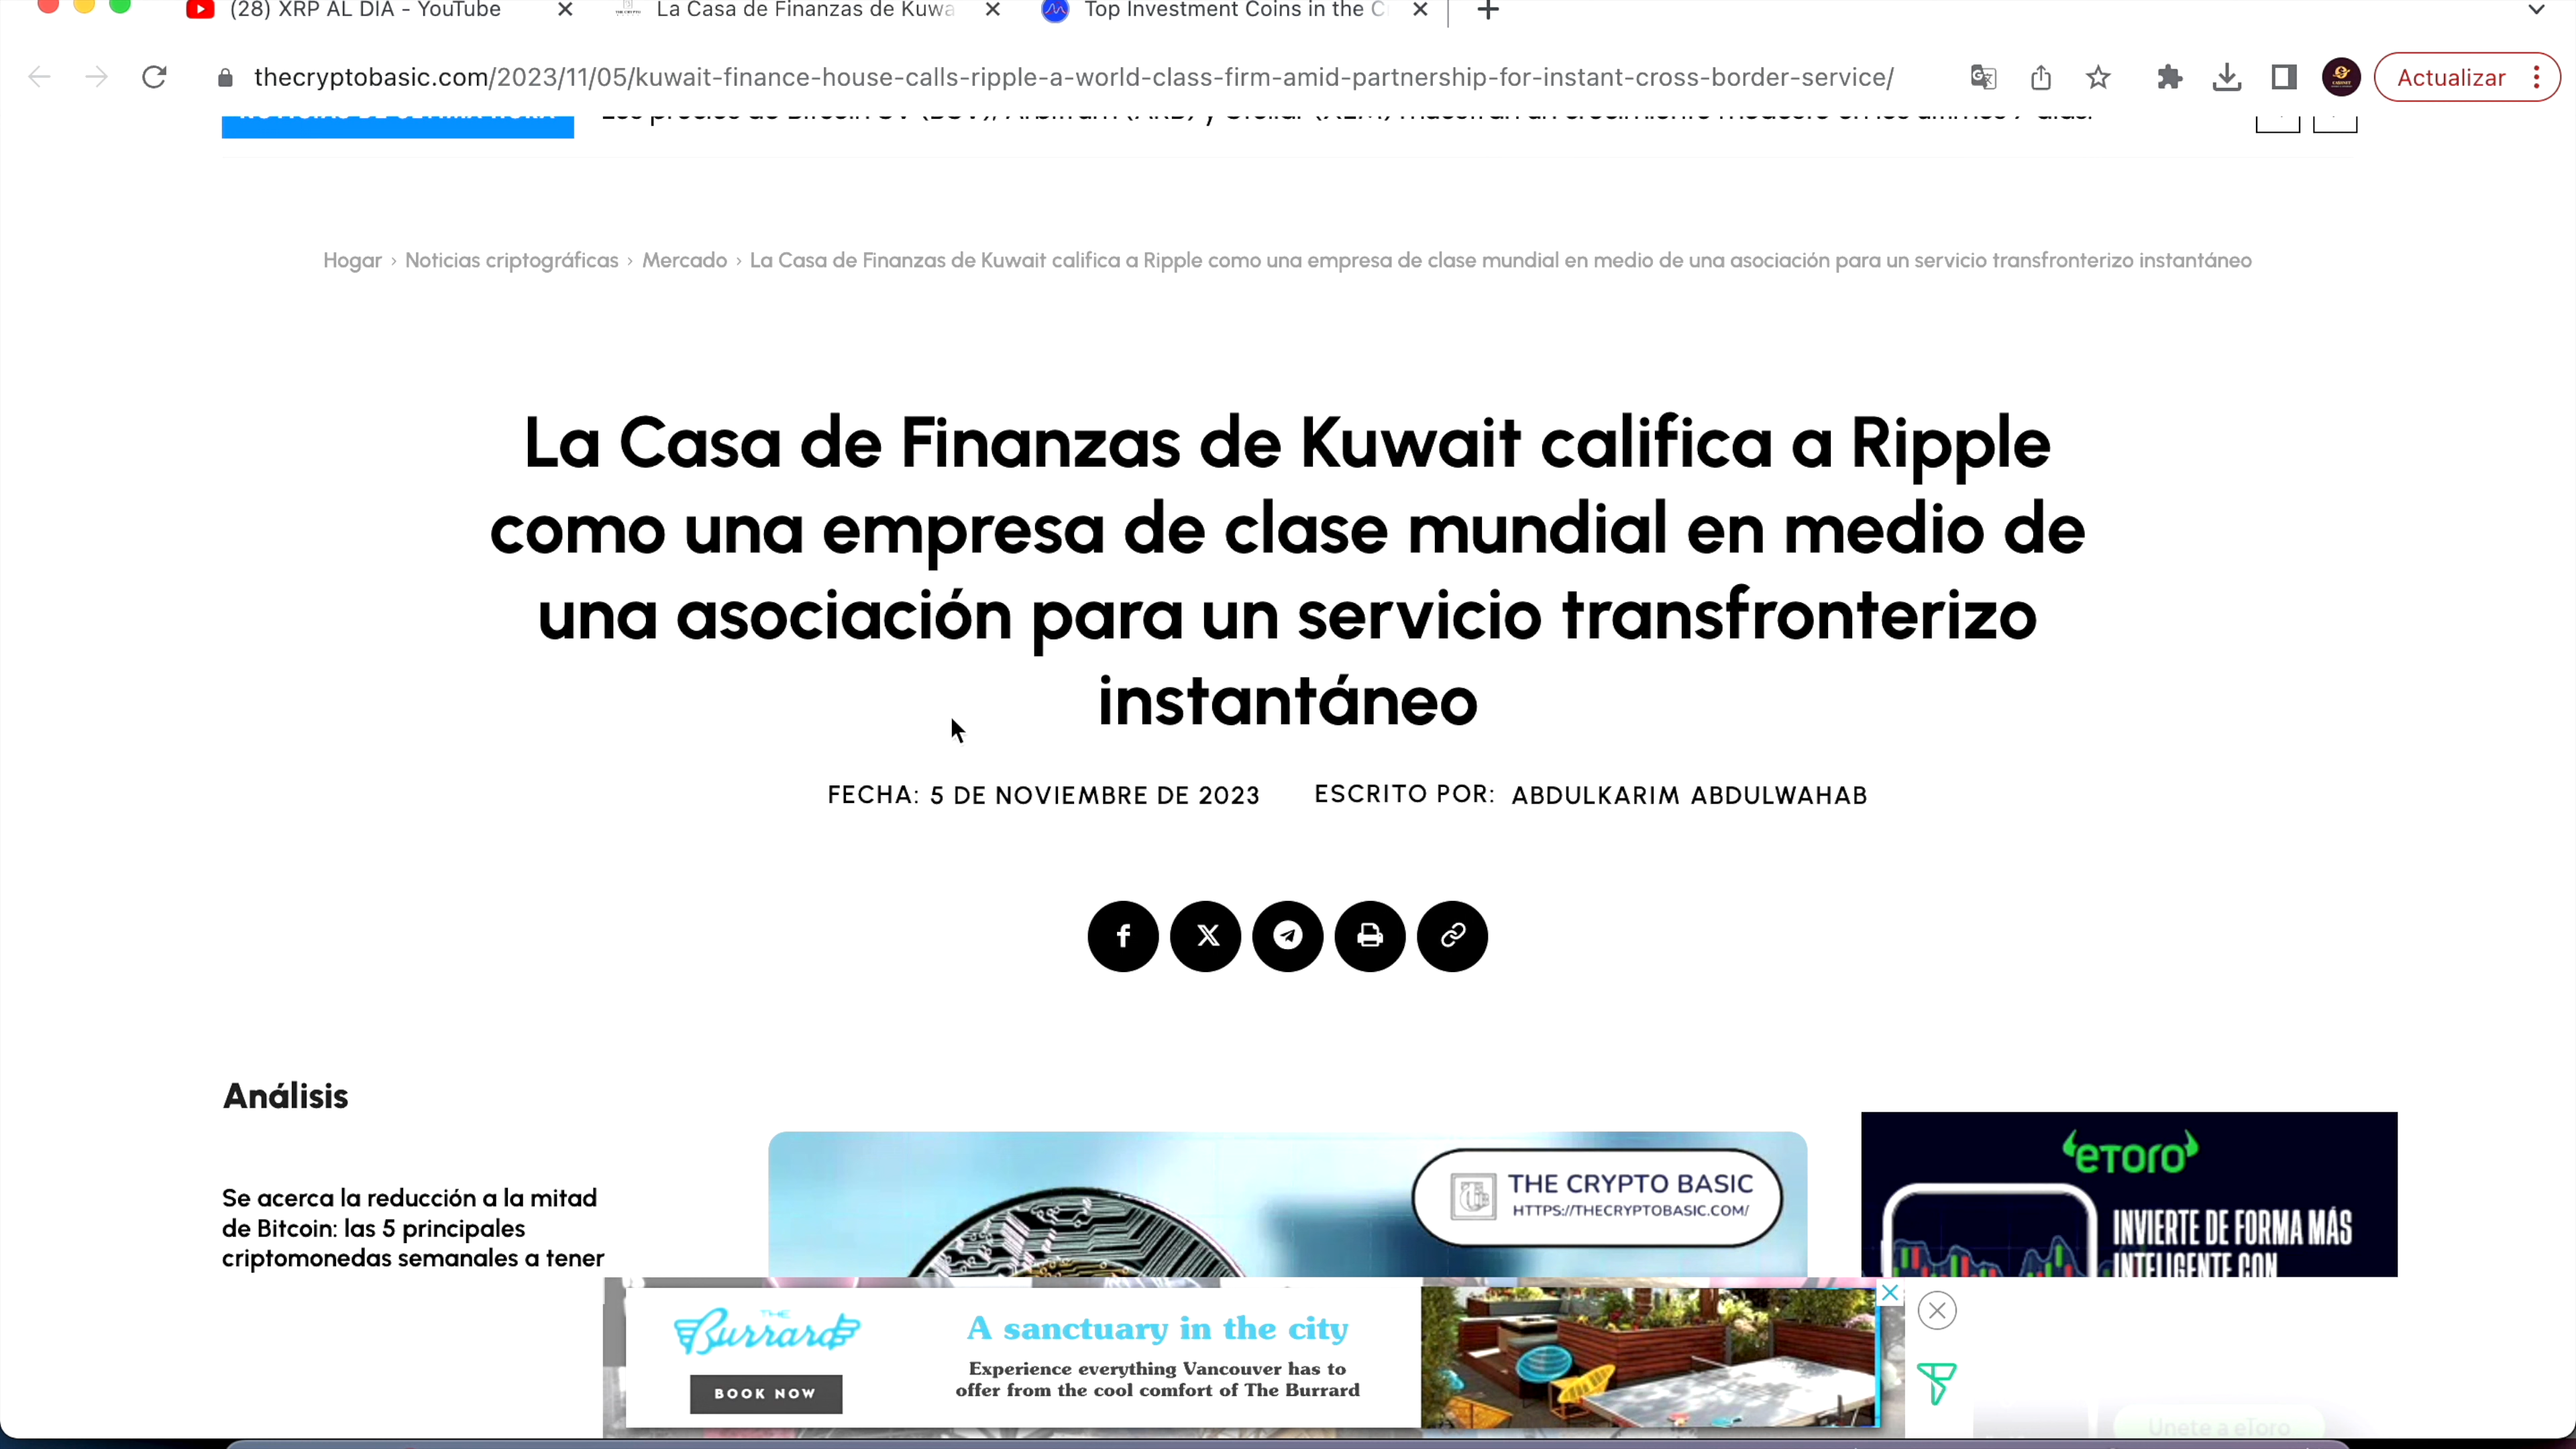 (28) XRP AL DIA - YouTube
La Casa de Finanzas de Kuwa
Top Investment Coins in the C
thecryptobasic.com/2023/11/05/kuwait-finance-house-calls-ripple-a-world-class-firm-amid-partnership-for-instant-cross-border-service/
Actualizar
Hogar › Noticias criptográficas › Mercado › La Casa de Finanzas de Kuwait califica a Ripple como una empresa de clase mundial en medio de una asociación para un servicio transfronterizo instantáneo
La Casa de Finanzas de Kuwait califica a Ripple
como una empresa de clase mundial en medio de
una asociación para un servicio transfronterizo
instantáneo
FECHA: 5 DE NOVIEMBRE DE 2023 ESCRITO POR: ABDULKARIM ABDULWAHAB
Análisis
Se acerca la reducción a la mitad
de Bitcoin: las 5 principales
criptomonedas semanales a tener
THE CRYPTO BASIC
HTTPS://THECRYPTOBASIC.COM/
eToro
INVIERTE DE FORMA MÁS
INTELIGENTE CON
THE
Burrard
BOOK NOW
A sanctuary in the city
Experience everything Vancouver has to
offer from the cool comfort of The Burrard
Únete a eToro